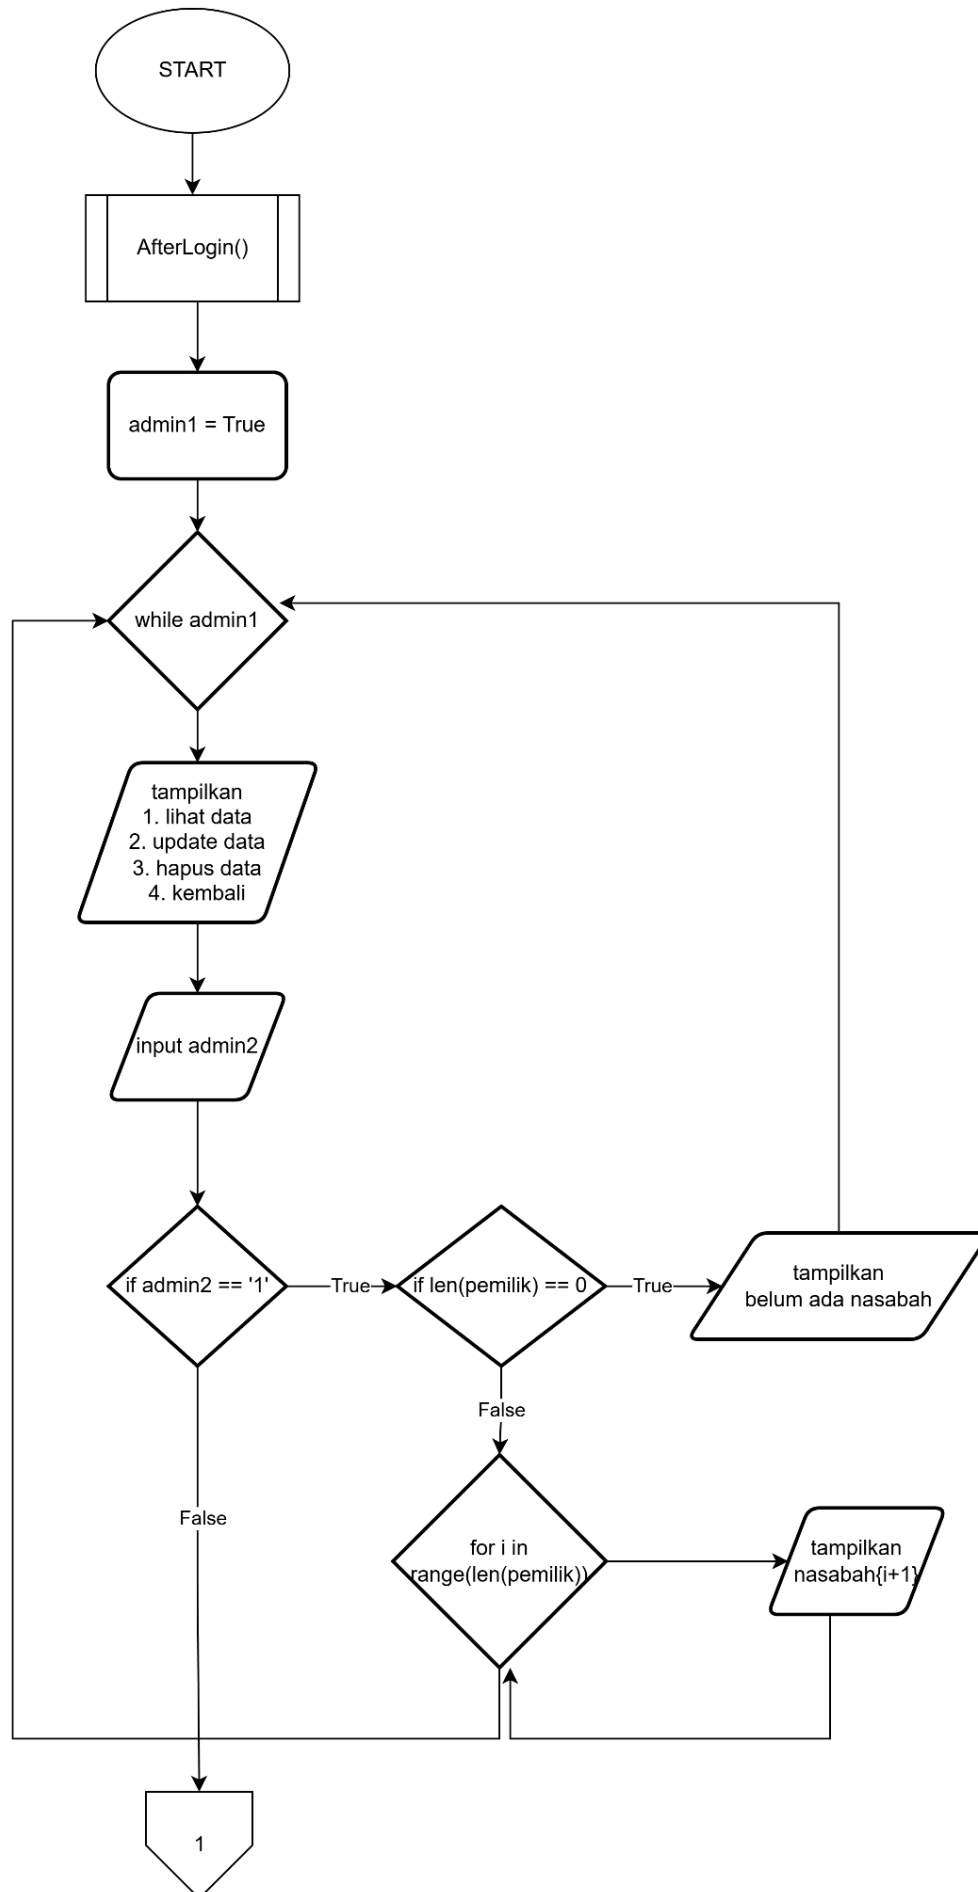 START
AfterLogin()
admin1 = True
while admin1
tampilkan
1. lihat data
2. update data
3. hapus data
4. kembali
input admin2
if admin2 == '1'
True
if len(pemilik) == 0
True
tampilkan
belum ada nasabah
False
False
for i in
range(len(pemilik))
tampilkan
nasabah{i+1}
1